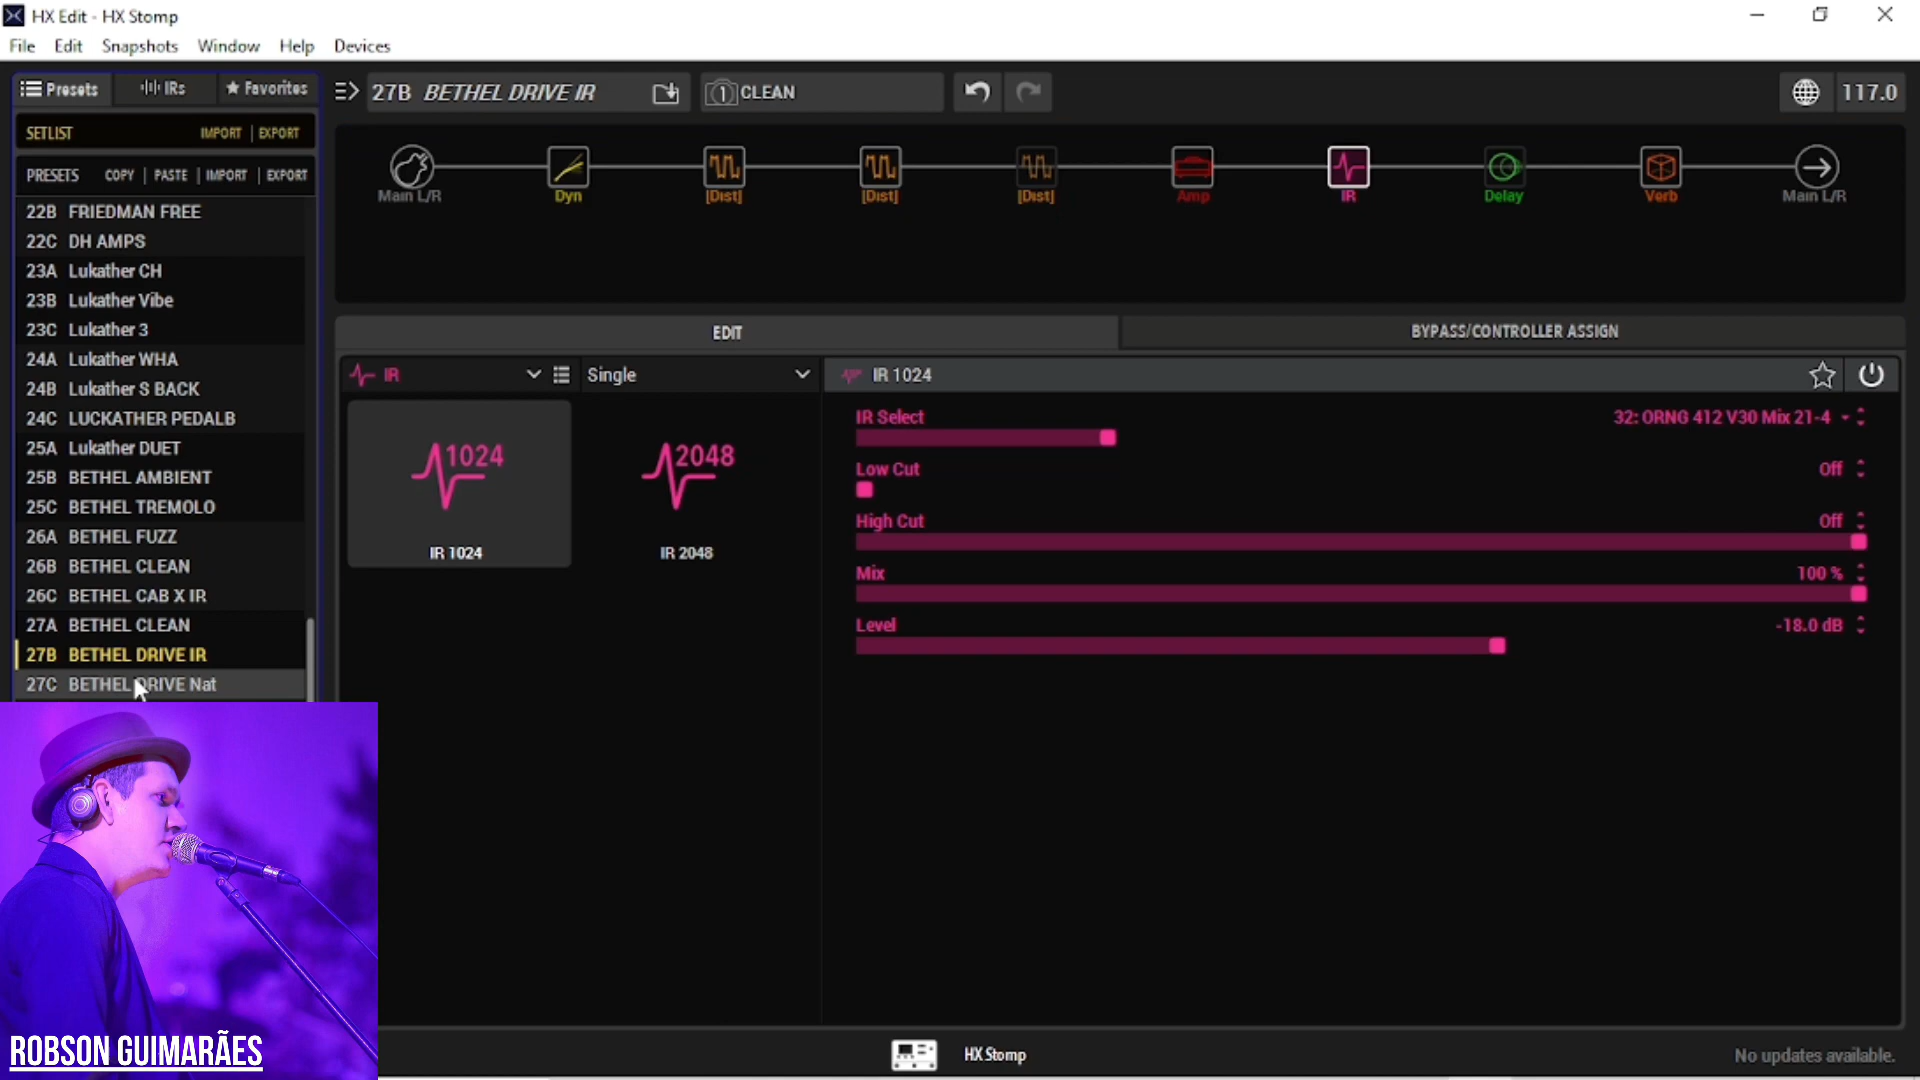 HX Edit - HX Stomp
File Edit Snapshots Window Help Devices
Presets IRs Favorites
27B BETHEL DRIVE IR
1 CLEAN
117.0
SETLIST IMPORT | EXPORT
PRESETS COPY | PASTE | IMPORT | EXPORT
Main L/R Dyn [Dist] [Dist] [Dist] Amp IR Delay Verb Main L/R
22B FRIEDMAN FREE
22C DH AMPS
23A Lukather CH
23B Lukather Vibe
23C Lukather 3
24A Lukather WHA
24B Lukather S BACK
24C LUCKATHER PEDALB
25A Lukather DUET
25B BETHEL AMBIENT
25C BETHEL TREMOLO
26A BETHEL FUZZ
26B BETHEL CLEAN
26C BETHEL CAB X IR
27A BETHEL CLEAN
27B BETHEL DRIVE IR
27C BETHEL DRIVE Nat
EDIT
BYPASS/CONTROLLER ASSIGN
IR
Single
IR 1024
1024
IR 1024
2048
IR 2048
IR Select 32: ORNG 412 V30 Mix 21-4
Low Cut Off
High Cut Off
Mix 100 %
Level -18.0 dB
ROBSON GUIMARÃES
HX Stomp
No updates available.